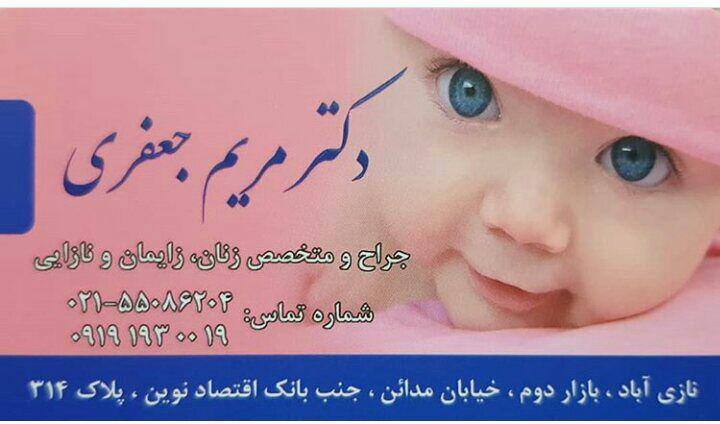 دکتر مریم جعفری
جراح و متخصص زنان، زایمان و نازایی
شماره تماس: ۰۲۱-۵۵۰۸۶۲۰۴
۰۹۱۹ ۱۹۳ ۰۰ ۱۹
نازی آباد ، بازار دوم ، خیابان مدائن ، جنب بانک اقتصاد نوین ، پلاک ۳۱۴